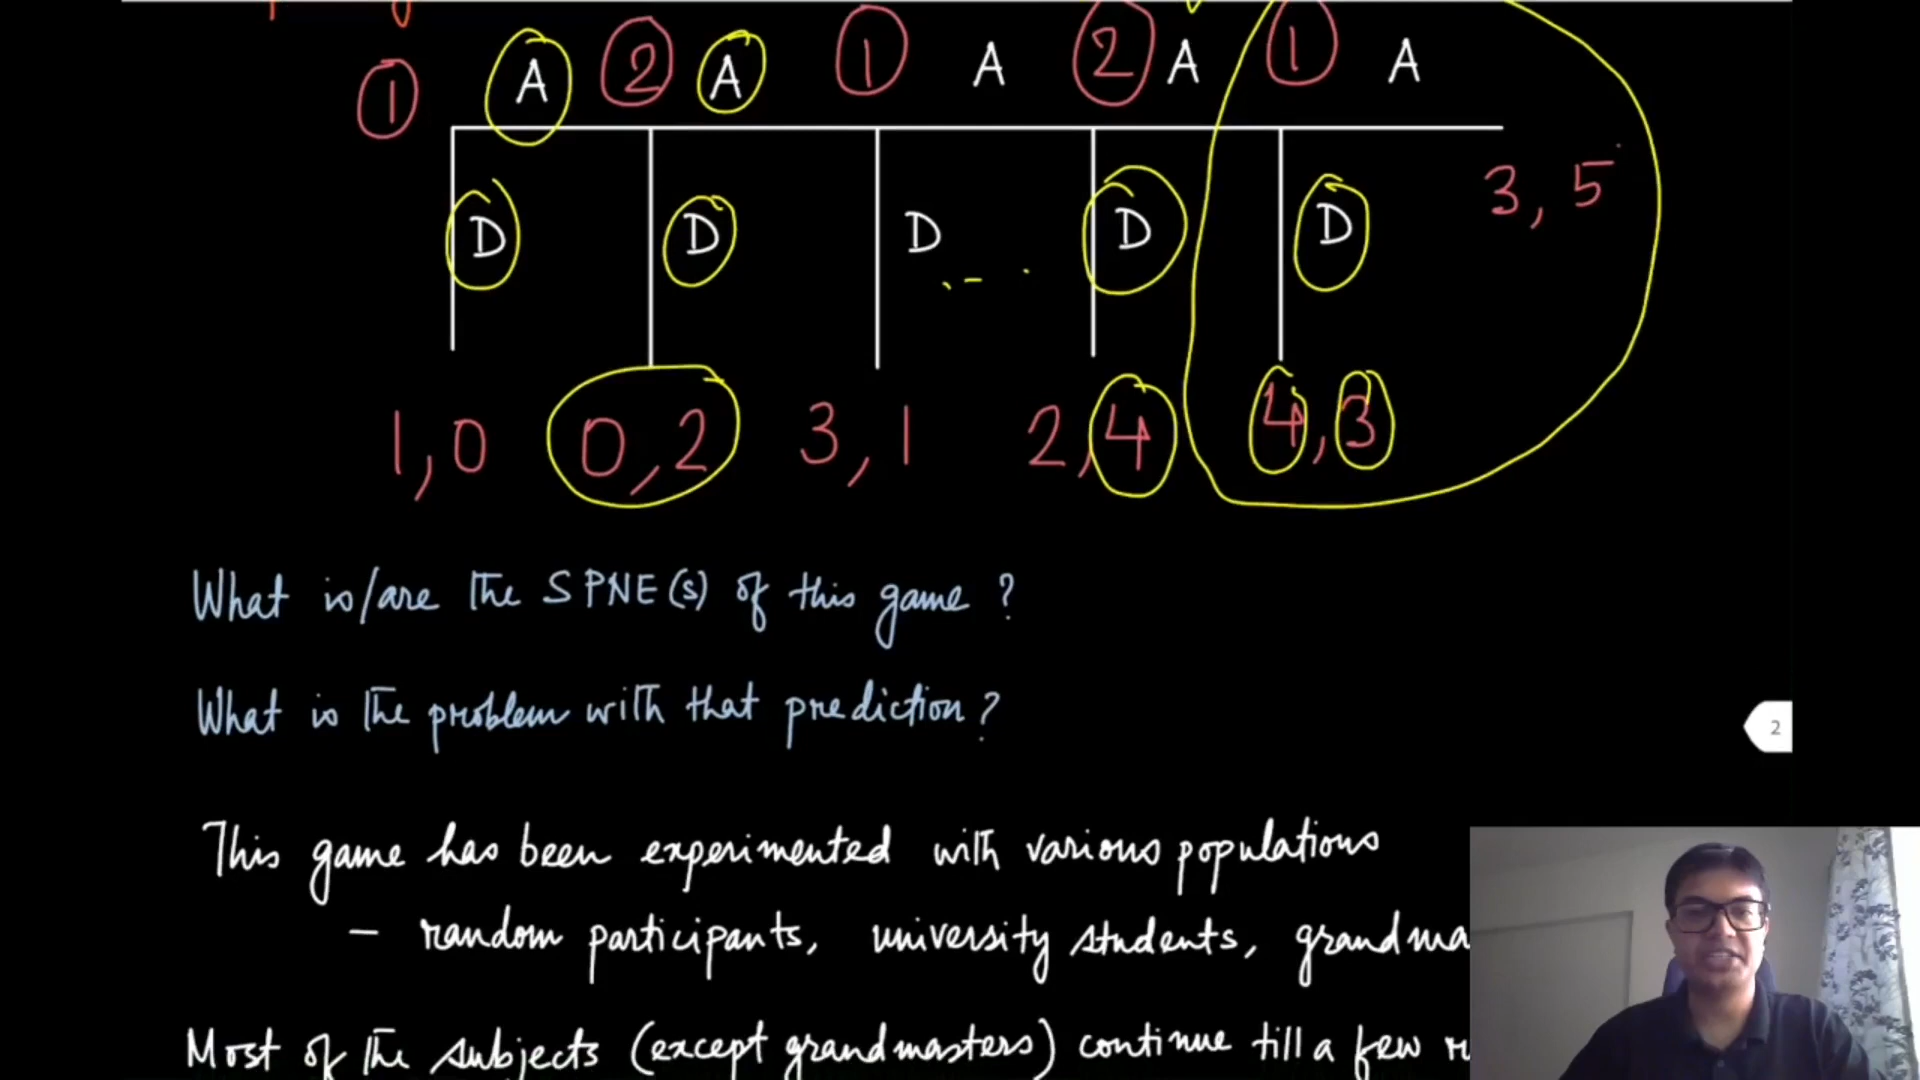 1 A 2 A 1 A 2 A 1 A
D D D D D
3, 5
1,0 0,2 3,1 2,4 4,3
What is/are the SPNE(s) of this game ?
What is the problem with that prediction?
2
This game has been experimented with various populations
- random participants, university students, grandma
Most of the subjects (except grandmasters) continue till a few